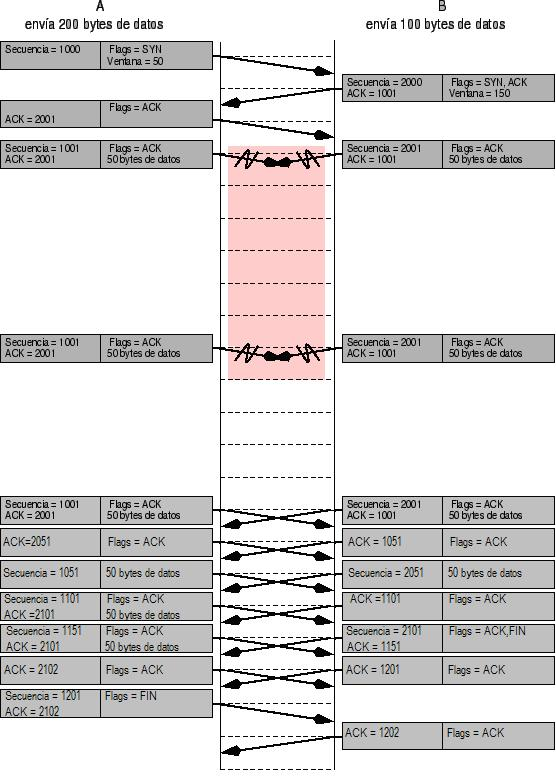 A
envía 200 bytes de datos
B
envía 100 bytes de datos
Secuencia = 1000
Flags = SYN
Ventana = 50
Secuencia = 2000
ACK = 1001
Flags = SYN, ACK
Ventana = 150
ACK = 2001
Flags = ACK
Secuencia = 1001
ACK = 2001
Flags = ACK
50 bytes de datos
Secuencia = 2001
ACK = 1001
Flags = ACK
50 bytes de datos
Secuencia = 1001
ACK = 2001
Flags = ACK
50 bytes de datos
Secuencia = 2001
ACK = 1001
Flags = ACK
50 bytes de datos
Secuencia = 1001
ACK = 2001
Flags = ACK
50 bytes de datos
Secuencia = 2001
ACK = 1001
Flags = ACK
50 bytes de datos
ACK=2051
Flags = ACK
ACK = 1051
Flags = ACK
Secuencia = 1051
50 bytes de datos
Secuencia = 2051
50 bytes de datos
Secuencia = 1101
ACK =2101
Flags = ACK
50 bytes de datos
ACK =1101
Flags = ACK
Secuencia = 1151
ACK = 2101
Flags = ACK
50 bytes de datos
Secuencia = 2101
ACK = 1151
Flags = ACK,FIN
ACK = 2102
Flags = ACK
ACK = 1201
Flags = ACK
Secuencia = 1201
ACK = 2102
Flags = FIN
ACK = 1202
Flags = ACK